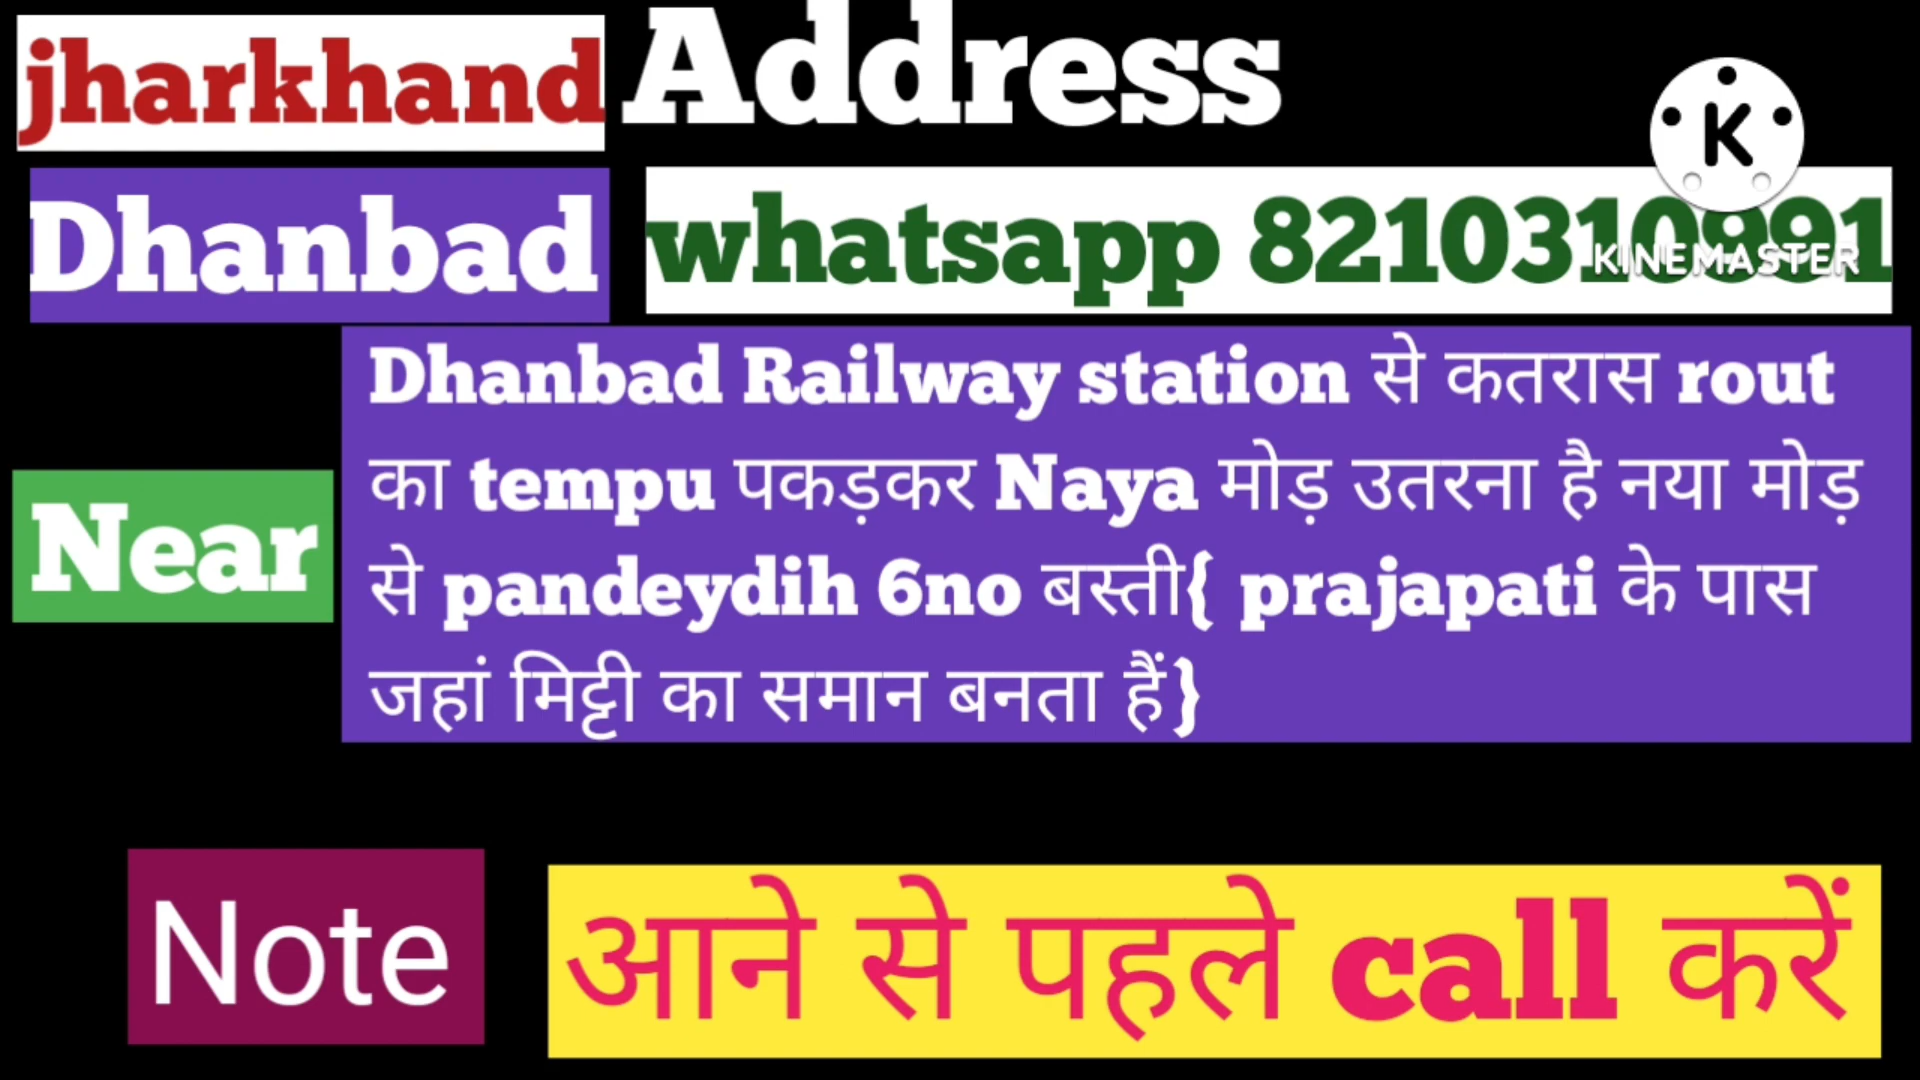 jharkhand Address
K
Dhanbad whatsapp 8210310991
KINEMASTER
Dhanbad Railway station से कतरास rout
का tempu पकड़कर Naya मोड़ उतरना है नया मोड़
Near
से pandeydih 6no बस्ती{ prajapati के पास
जहां मिट्टी का समान बनता हैं}
Note आने से पहले call करें